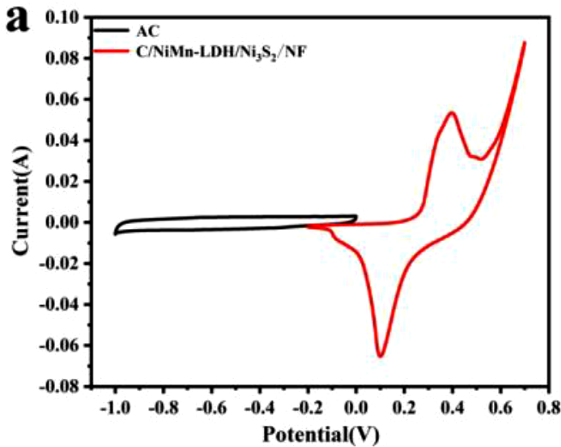 a
AC
C/NiMn-LDH/Ni₃S₂/NF
Current(A)
0.10
0.08
0.06
0.04
0.02
0.00
-0.02
-0.04
-0.06
-0.08
-1.0 -0.8 -0.6 -0.4 -0.2 0.0 0.2 0.4 0.6 0.8
Potential(V)